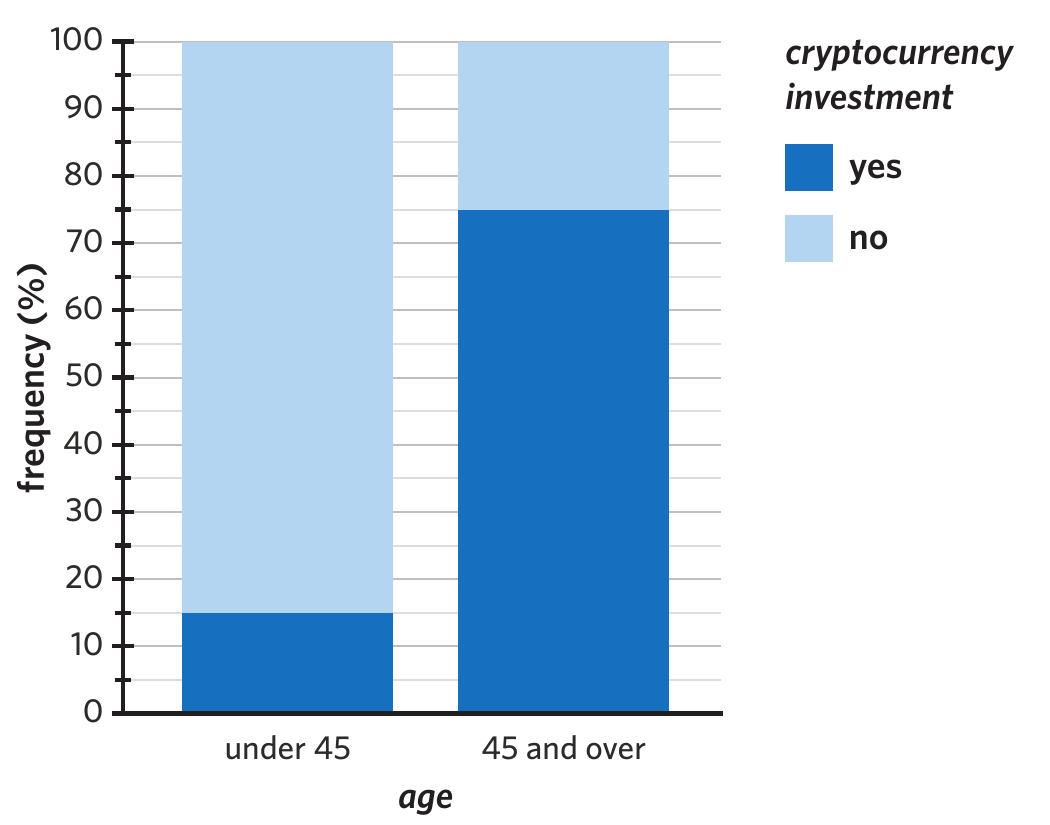 100
90
80
70
60
50
40
30
20
10
0
frequency (%)
under 45
45 and over
age
cryptocurrency
investment
yes
no